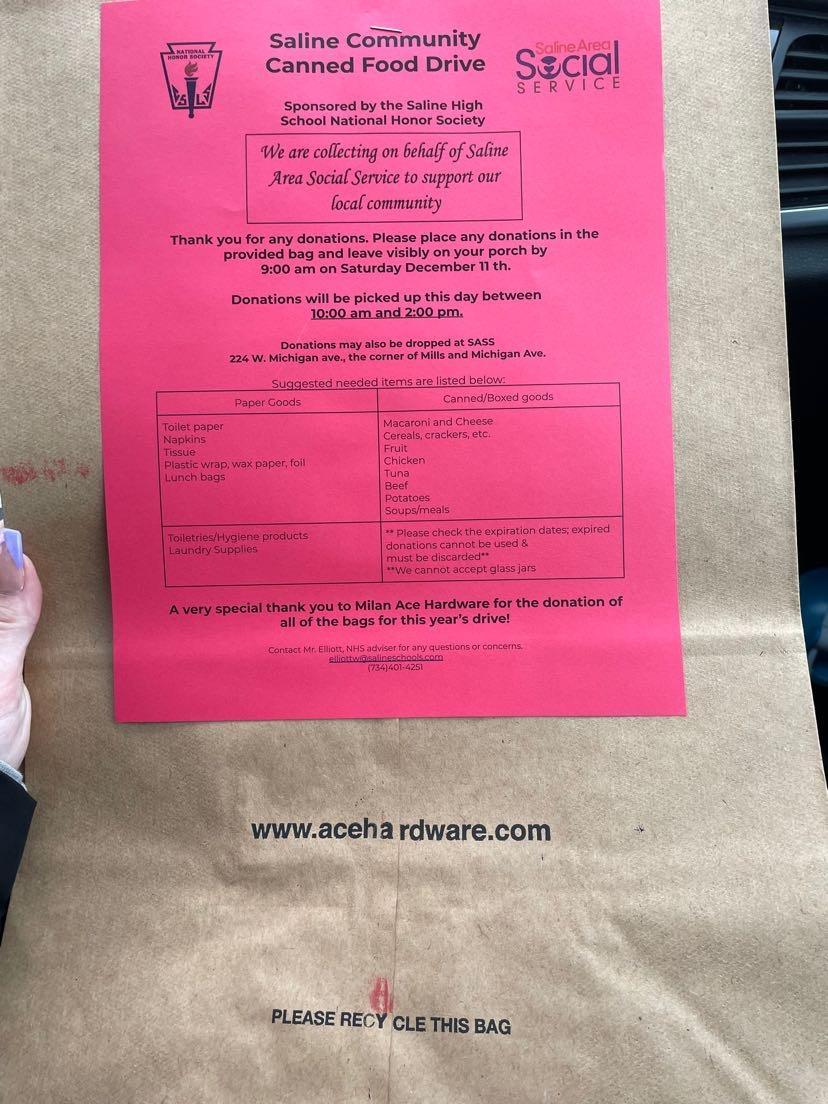 NATIONAL
HONOR SOCIETY
Saline Community
Canned Food Drive
Saline Area
Social
SERVICE
Sponsored by the Saline High
School National Honor Society
We are collecting on behalf of Saline
Area Social Service to support our
local community
Thank you for any donations. Please place any donations in the
provided bag and leave visibly on your porch by
9:00 am on Saturday December 11 th.
Donations will be picked up this day between
10:00 am and 2:00 pm.
Donations may also be dropped at SASS
224 W. Michigan ave., the corner of Mills and Michigan Ave.
Suggested needed items are listed below:
Paper Goods
Canned/Boxed goods
Toilet paper
Napkins
Tissue
Plastic wrap, wax paper, foil
Lunch bags
Macaroni and Cheese
Cereals, crackers, etc.
Fruit
Chicken
Tuna
Beef
Potatoes
Soups/meals
Toiletries/Hygiene products
Laundry Supplies
** Please check the expiration dates; expired
donations cannot be used &
must be discarded**
**We cannot accept glass jars
A very special thank you to Milan Ace Hardware for the donation of
all of the bags for this year's drive!
Contact Mr. Elliott, NHS adviser for any questions or concerns.
elliottw@salineschools.com
(734)401-4251
www.acehardware.com
PLEASE RECYCLE THIS BAG